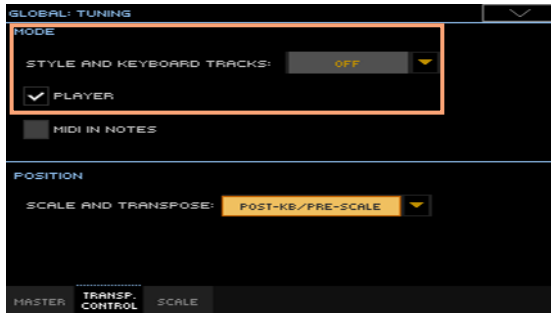 GLOBAL: TUNING
MODE
STYLE AND KEYBOARD TRACKS: OFF
PLAYER
MIDI IN NOTES
POSITION
SCALE AND TRANSPOSE: POST-KB/PRE-SCALE
MASTER TRANSP. CONTROL SCALE